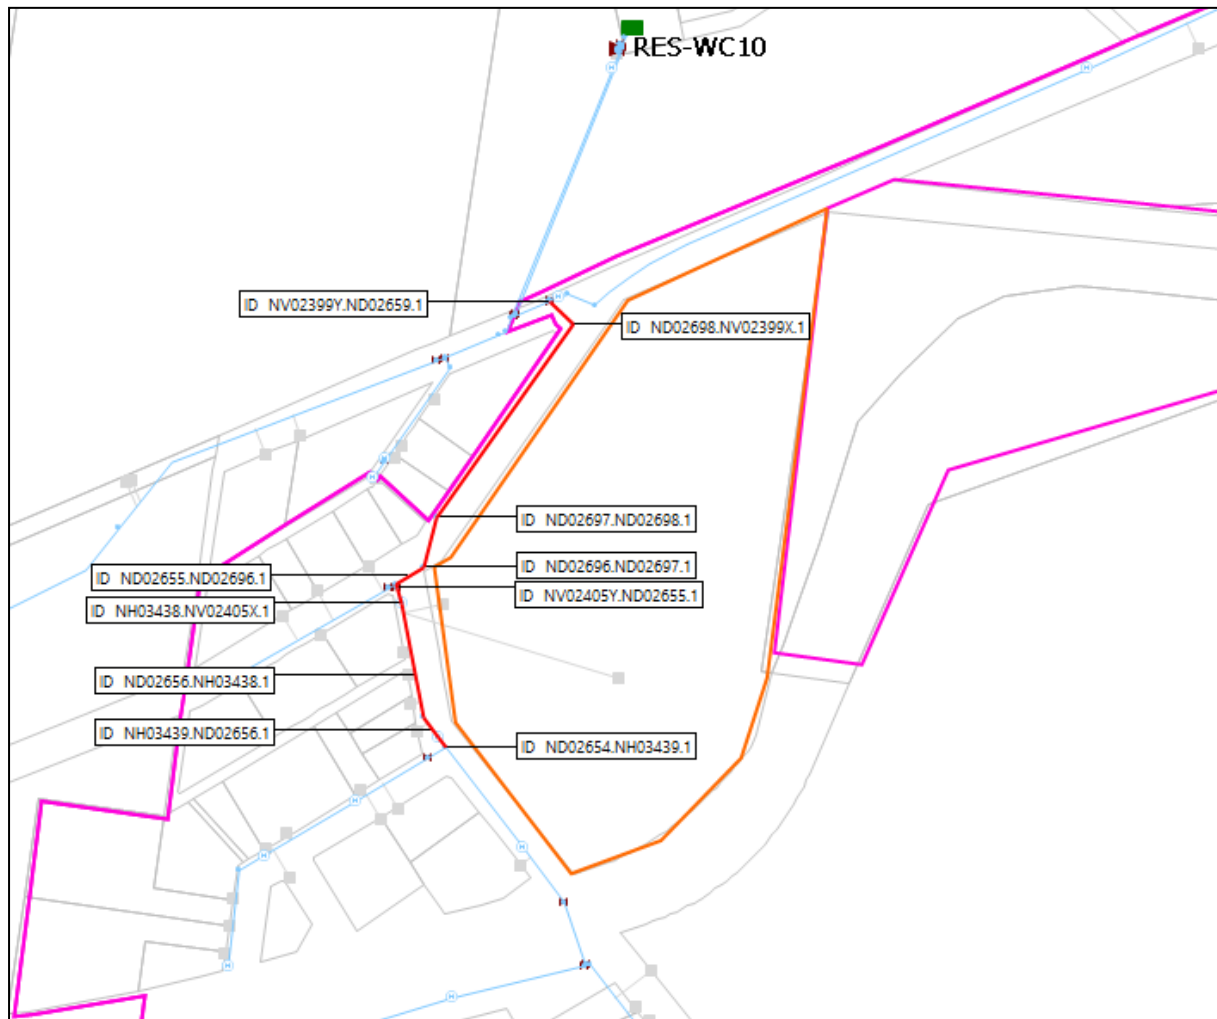 RES-WC10
ID NV02399Y.ND02659.1
ID ND02698.NV02399X.1
ID ND02697.ND02698.1
ID ND02696.ND02697.1
ID ND02655.ND02696.1
ID NV02405Y.ND02655.1
ID NH03438.NV02405X.1
ID ND02656.NH03438.1
ID NH03439.ND02656.1
ID ND02654.NH03439.1
H
H
H
H
H
H
H
H
H
H